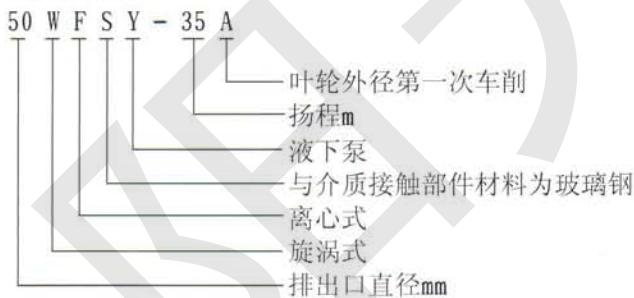 50 W F S Y - 35 A
叶轮外径第一次车削
扬程m
液下泵
与介质接触部件材料为玻璃钢
离心式
旋涡式
排出口直径mm